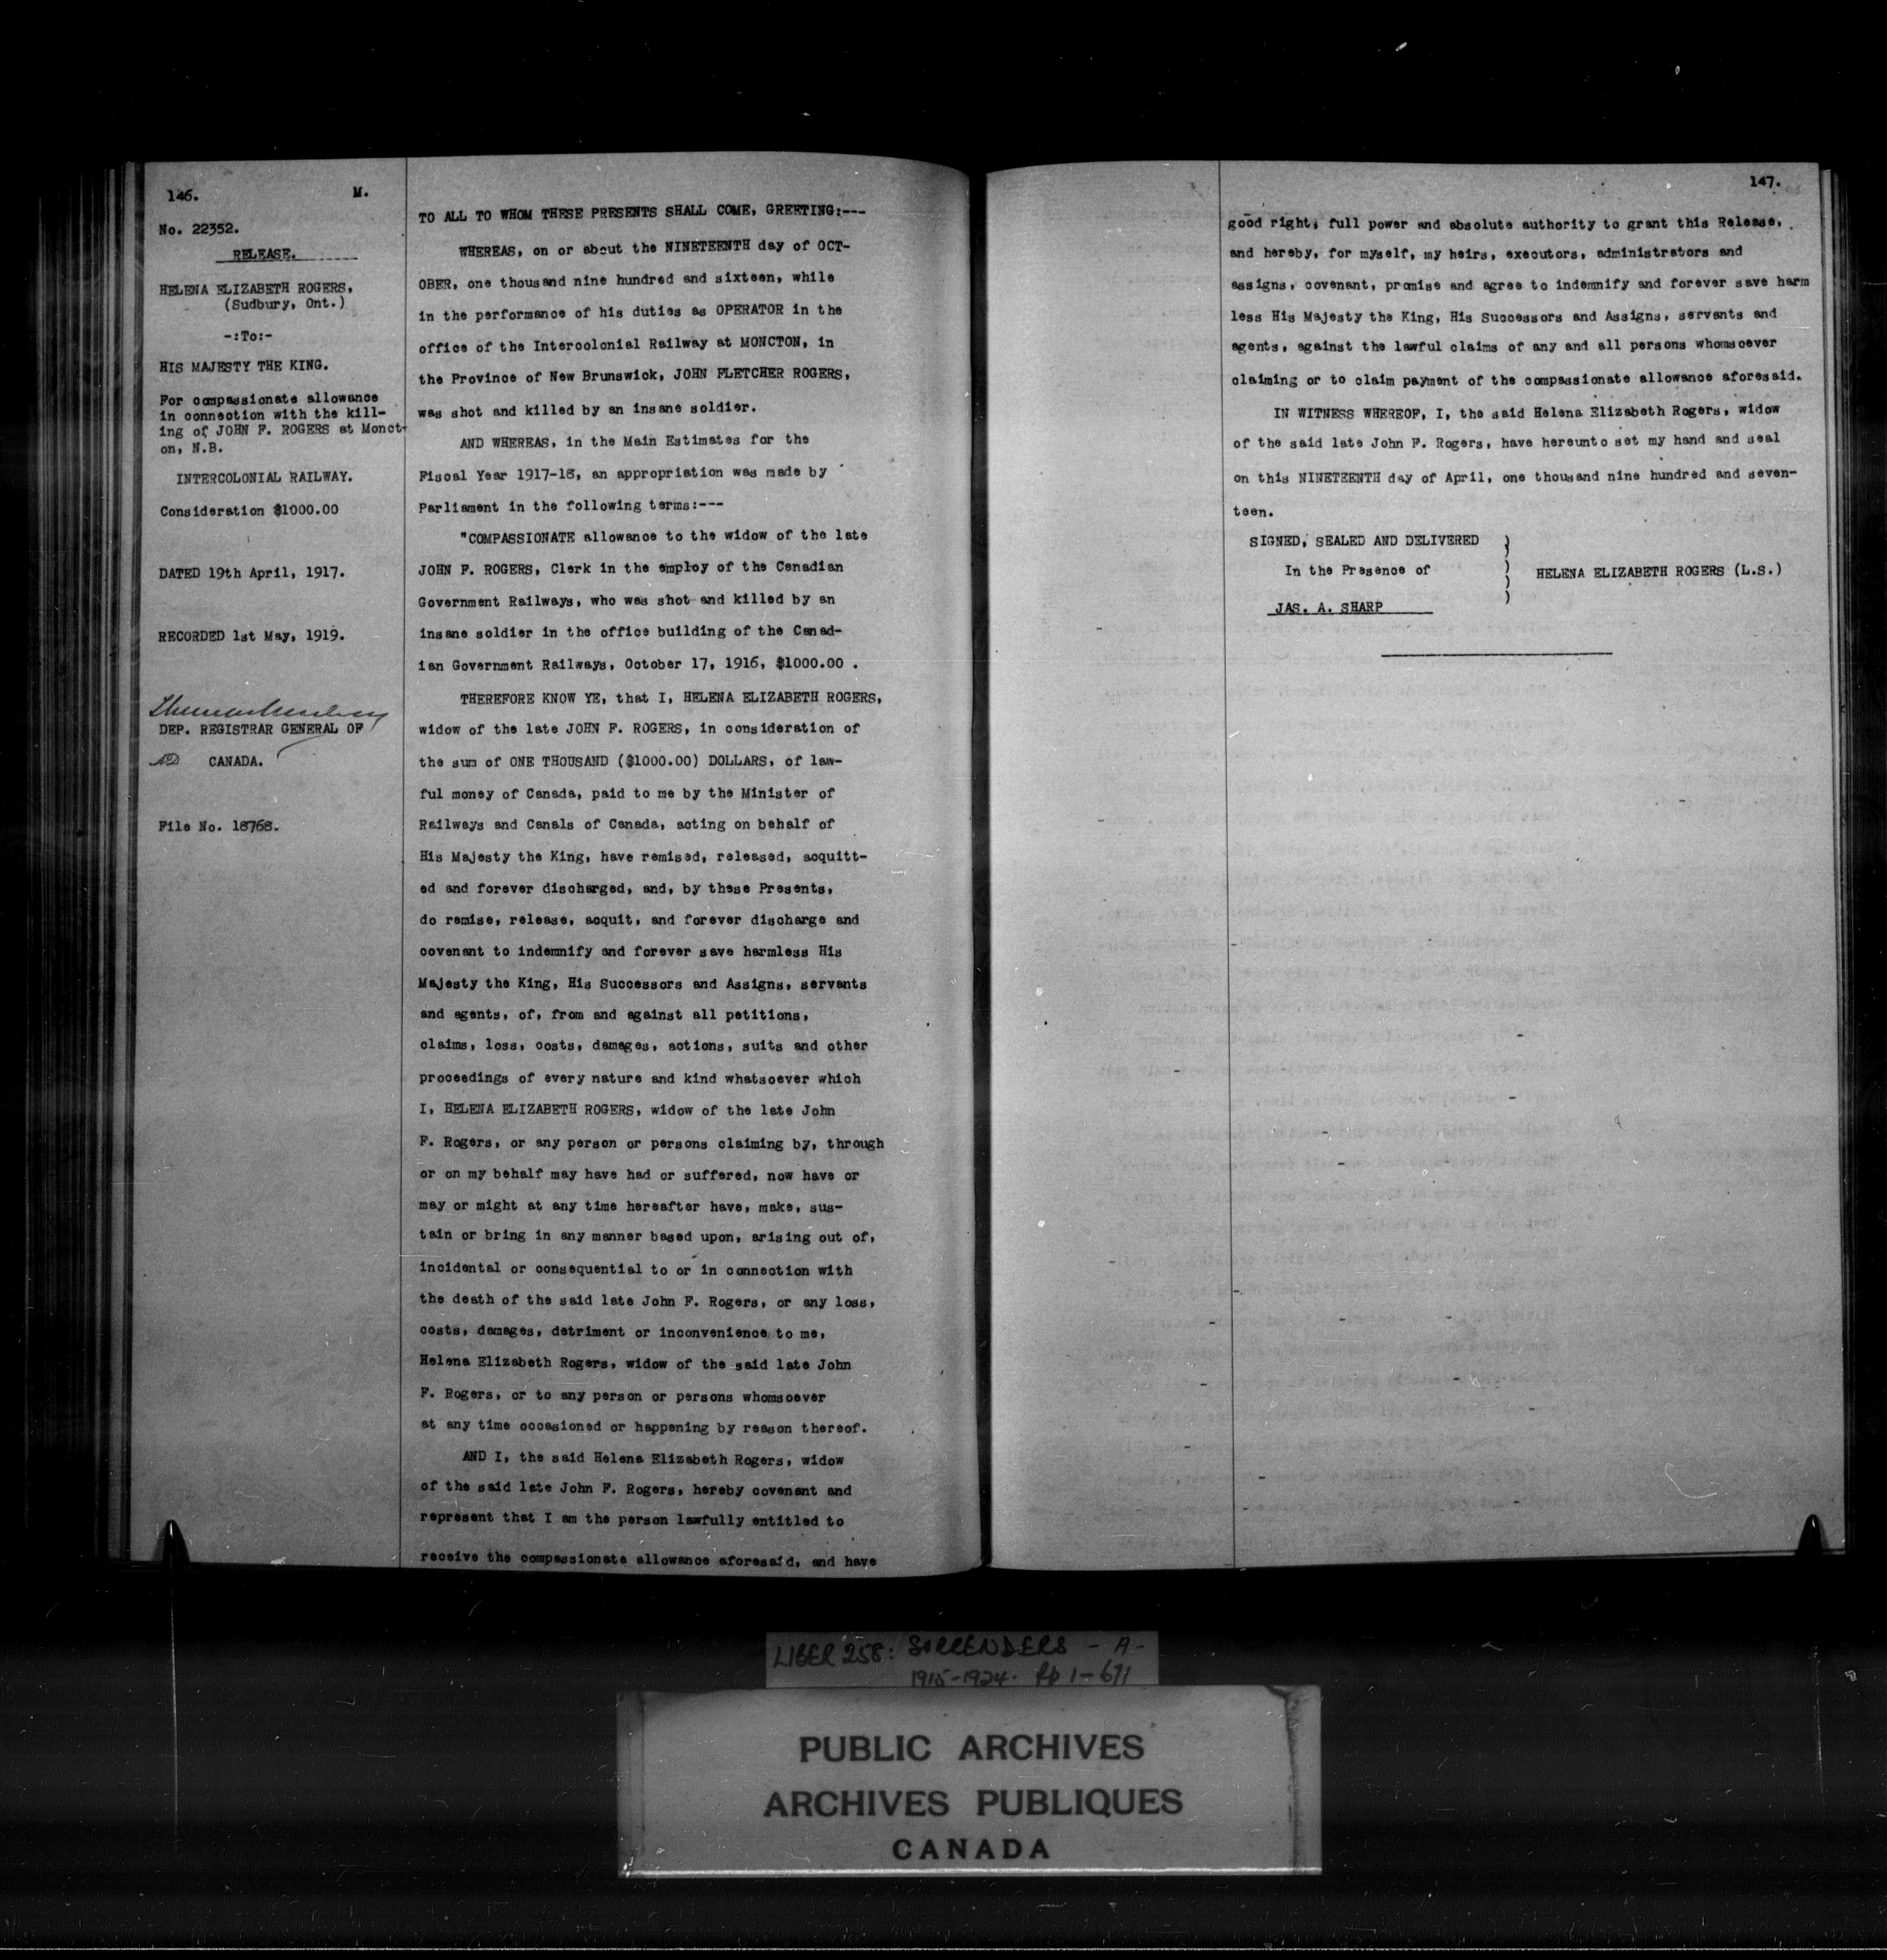 146. M.
No. 22352.
RELEASE.
HELENA ELIZABETH ROGERS,
(Sudbury, Ont.)
-:To:-
HIS MAJESTY THE KING.
For compassionate allowance
in connection with the kill-
ing of JOHN F. ROGERS at Monct-
on, N.B.
INTERCOLONIAL RAILWAY.
Consideration $1000.00
DATED 19th April, 1917.
RECORDED 1st May, 1919.
DEP. REGISTRAR GENERAL OF
CANADA.
File No. 18768.
TO ALL TO WHOM THESE PRESENTS SHALL COME, GREETING:---
WHEREAS, on or about the NINETEENTH day of OCT-
OBER, one thousand nine hundred and sixteen, while
in the performance of his duties as OPERATOR in the
office of the Intercolonial Railway at MONCTON, in
the Province of New Brunswick, JOHN FLETCHER ROGERS,
was shot and killed by an insane soldier.
AND WHEREAS, in the Main Estimates for the
Fiscal Year 1917-18, an appropriation was made by
Parliament in the following terms:---
"COMPASSIONATE allowance to the widow of the late
JOHN F. ROGERS, Clerk in the employ of the Canadian
Government Railways, who was shot and killed by an
insane soldier in the office building of the Canad-
ian Government Railways, October 17, 1916, $1000.00 .
THEREFORE KNOW YE, that I, HELENA ELIZABETH ROGERS,
widow of the late JOHN F. ROGERS, in consideration of
the sum of ONE THOUSAND ($1000.00) DOLLARS, of law-
ful money of Canada, paid to me by the Minister of
Railways and Canals of Canada, acting on behalf of
His Majesty the King, have remised, released, acquitt-
ed and forever discharged, and, by these Presents,
do remise, release, acquit, and forever discharge and
covenant to indemnify and forever save harmless His
Majesty the King, His Successors and Assigns, servants
and agents, of, from and against all petitions,
claims, loss, costs, damages, actions, suits and other
proceedings of every nature and kind whatsoever which
I, HELENA ELIZABETH ROGERS, widow of the late John
F. Rogers, or any person or persons claiming by, through
or on my behalf may have had or suffered, now have or
may or might at any time hereafter have, make, sus-
tain or bring in any manner based upon, arising out of,
incidental or consequential to or in connection with
the death of the said late John F. Rogers, or any loss,
costs, damages, detriment or inconvenience to me,
Helena Elizabeth Rogers, widow of the said late John
F. Rogers, or to any person or persons whomsoever
at any time occasioned or happening by reason thereof.
AND I, the said Helena Elizabeth Rogers, widow
of the said late John F. Rogers, hereby covenant and
represent that I am the person lawfully entitled to
receive the compassionate allowance aforesaid, and have
147.
good right, full power and absolute authority to grant this Release,
and hereby, for myself, my heirs, executors, administrators and
assigns, covenant, promise and agree to indemnify and forever save harm
less His Majesty the King, His Successors and Assigns, servants and
agents, against the lawful claims of any and all persons whomsoever
claiming or to claim payment of the compassionate allowance aforesaid.
IN WITNESS WHEREOF, I, the said Helena Elizabeth Rogers, widow
of the said late John F. Rogers, have hereunto set my hand and seal
on this NINETEENTH day of April, one thousand nine hundred and seven-
teen.
SIGNED, SEALED AND DELIVERED )
In the Presence of ) HELENA ELIZABETH ROGERS (L.S.)
JAS. A. SHARP )
LIBER 258: SURRENDERS - A -
1915-1924. pp 1-671
PUBLIC ARCHIVES
ARCHIVES PUBLIQUES
CANADA